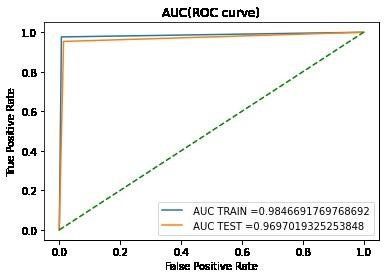 AUC(ROC curve)
1.0
0.8
0.6
0.4
0.2
0.0
True Positive Rate
AUC TRAIN =0.9846691769768692
AUC TEST =0.9697019325253848
0.0 0.2 0.4 0.6 0.8 1.0
False Positive Rate